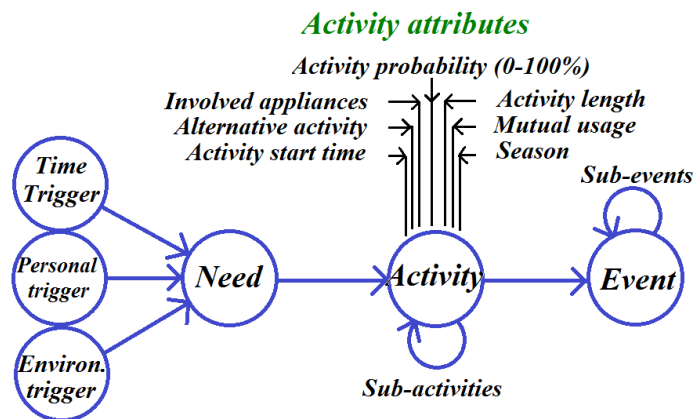 Activity attributes
Activity probability (0-100%)
Involved appliances
Alternative activity
Activity start time
Activity length
Mutual usage
Season
Time
Trigger
Personal
trigger
Environ.
trigger
Need
Activity
Sub-activities
Sub-events
Event